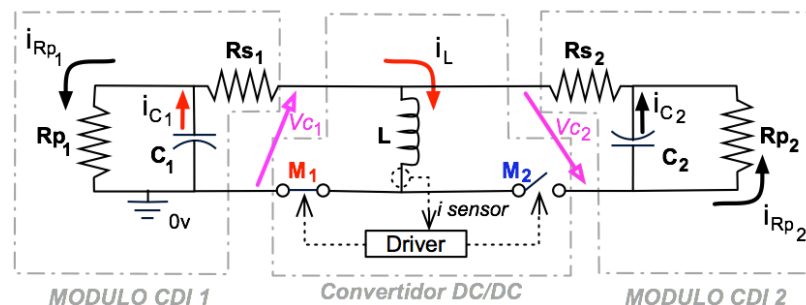 iRp1
Rs1
iL
Rs2
iC1
Vc1
Vc2
iC2
Rp1
C1
L
C2
Rp2
M1
M2
0v
i sensor
Driver
iRp2
MODULO CDI 1
Convertidor DC/DC
MODULO CDI 2